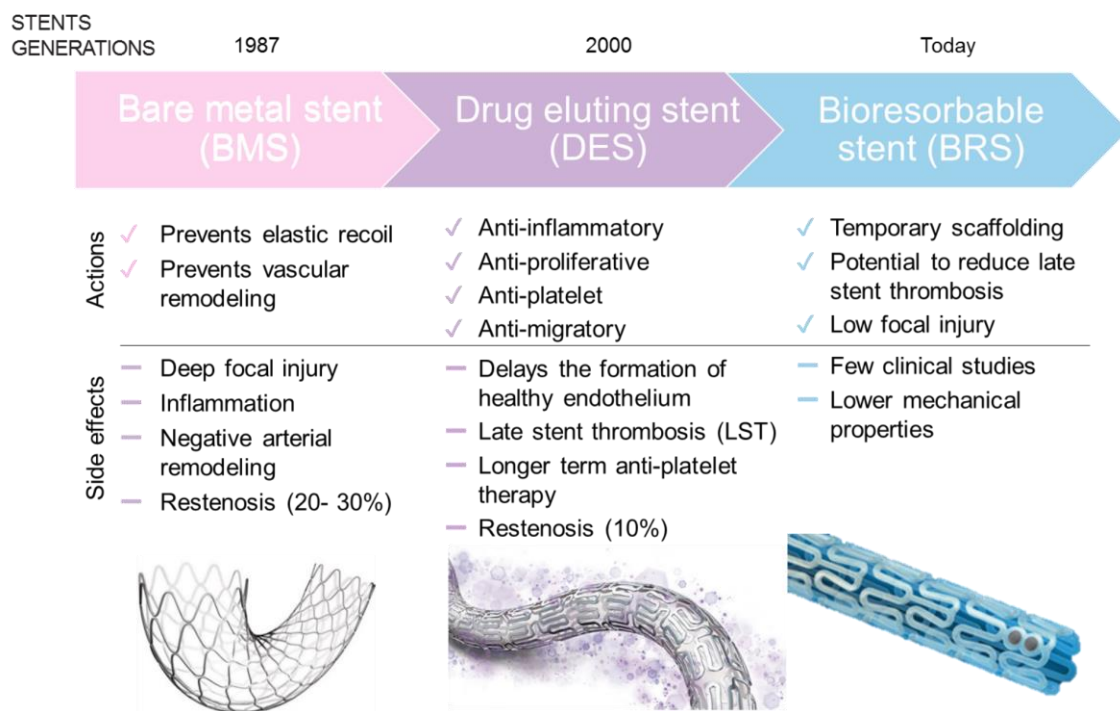 STENTS
GENERATIONS
1987
2000
Today
Bare metal stent
(BMS)
Drug eluting stent
(DES)
Bioresorbable
stent (BRS)
Actions
✓ Prevents elastic recoil
✓ Prevents vascular
remodeling
✓ Anti-inflammatory
✓ Anti-proliferative
✓ Anti-platelet
✓ Anti-migratory
✓ Temporary scaffolding
✓ Potential to reduce late
stent thrombosis
✓ Low focal injury
Side effects
– Deep focal injury
– Inflammation
– Negative arterial
remodeling
– Restenosis (20- 30%)
– Delays the formation of
healthy endothelium
– Late stent thrombosis (LST)
– Longer term anti-platelet
therapy
– Restenosis (10%)
– Few clinical studies
– Lower mechanical
properties